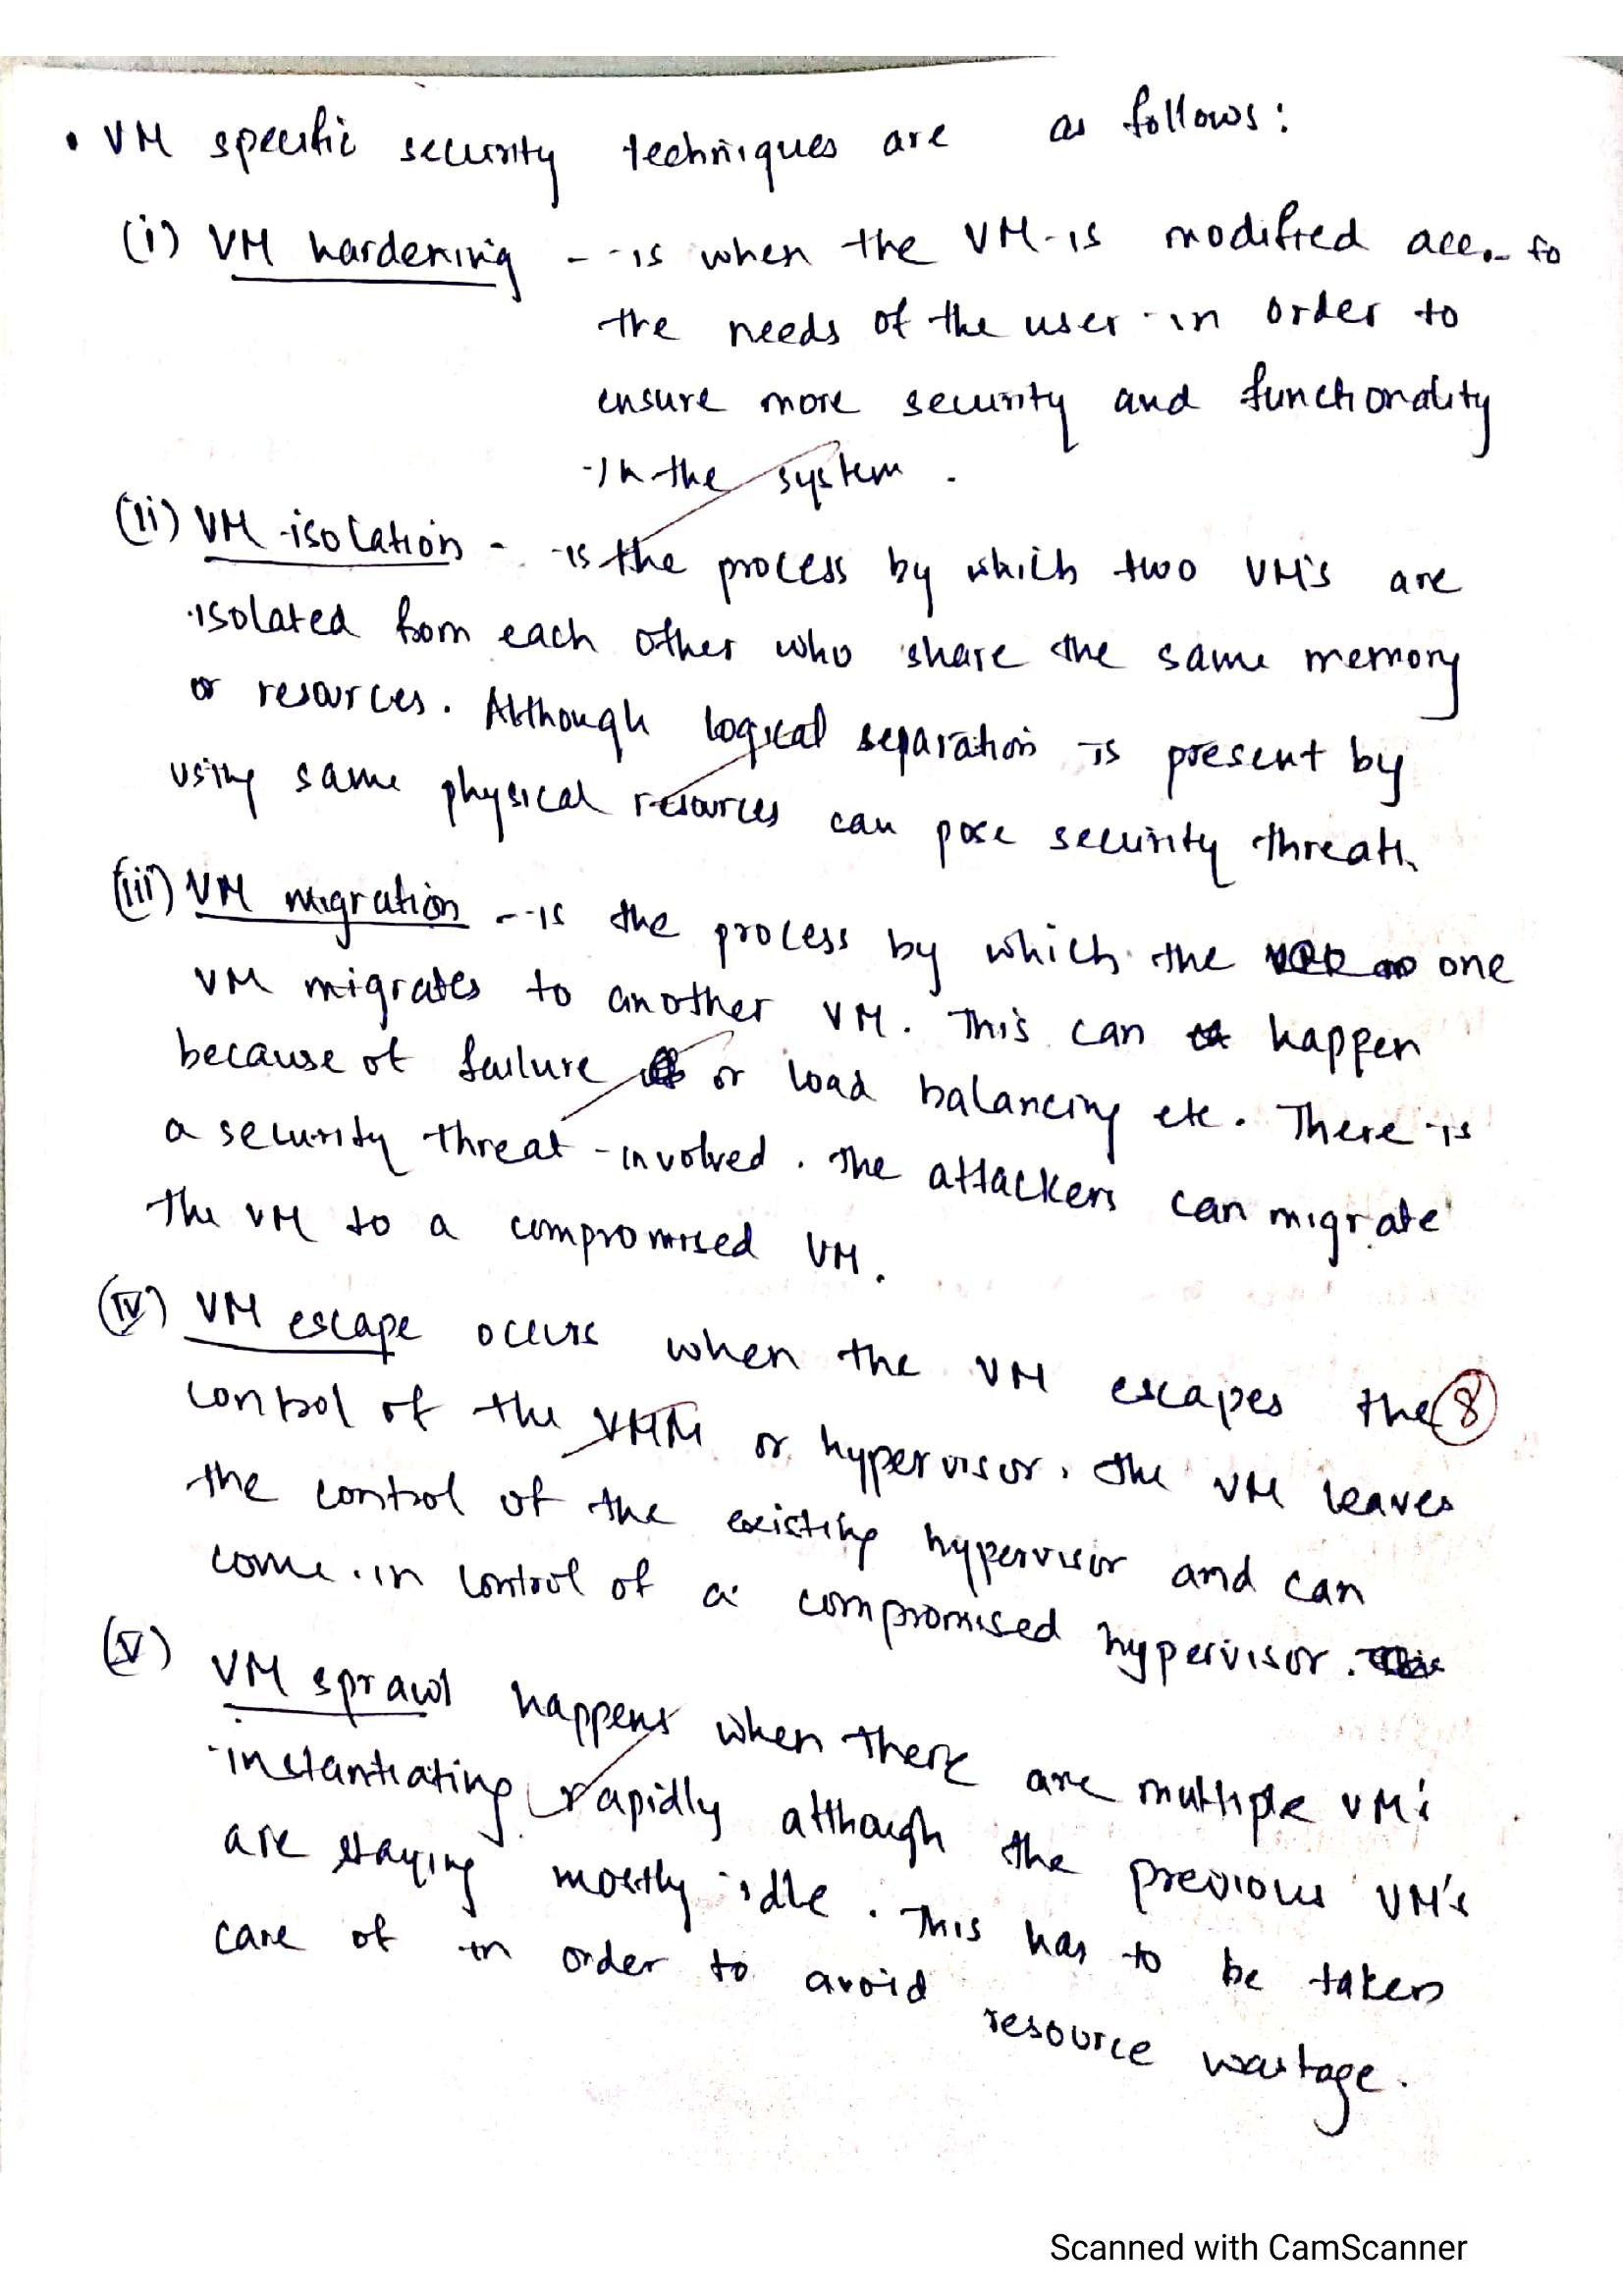 • VM specific security techniques are as follows:
(i) VM hardening - is when the VM is modified acc. to
the needs of the user in order to
ensure more security and functionality
in the system.
(ii) VM isolation - is the process by which two VM's are
isolated from each other who share the same memory
or resources. Although logical separation is present by
using same physical resources can pose security threats.
(iii) VM migration - is the process by which the one
VM migrates to another VM. This can happen
because of failure or load balancing etc. There is
a security threat involved. The attackers can migrate
the VM to a compromised VM.
(iv) VM escape occurs when the VM escapes the 8
control of the VMM or hypervisor. The VM leaves
the control of the existing hypervisor and can
come in control of a compromised hypervisor.
(v) VM sprawl happens when there are multiple VM's
instantiating rapidly although the previous VM's
are staying mostly idle. This has to be taken
care of in order to avoid resource wastage.
Scanned with CamScanner